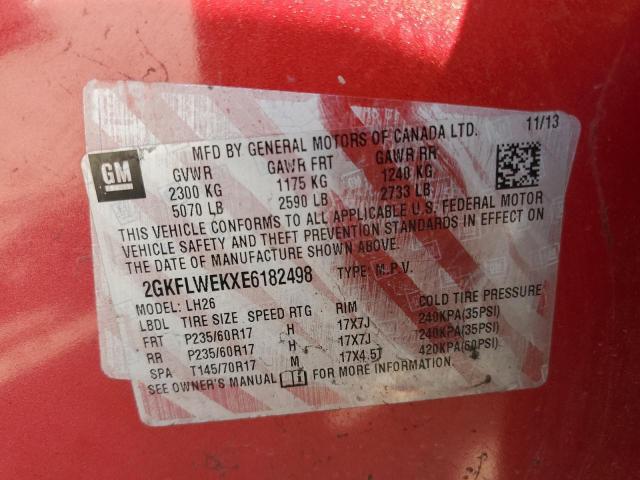 MFD BY GENERAL MOTORS OF CANADA LTD. 11/13
GM
GVWR GAWR FRT GAWR RR
2300 KG 1175 KG 1240 KG
5070 LB 2590 LB 2733 LB
THIS VEHICLE CONFORMS TO ALL APPLICABLE U.S. FEDERAL MOTOR
VEHICLE SAFETY AND THEFT PREVENTION STANDARDS IN EFFECT ON
THE DATE OF MANUFACTURE SHOWN ABOVE.
2GKFLWEKXE6182498 TYPE: M.P.V.
MODEL: LH26
LBDL TIRE SIZE SPEED RTG RIM COLD TIRE PRESSURE
FRT P235/60R17 H 17X7J 240KPA(35PSI)
RR P235/60R17 H 17X7J 240KPA(35PSI)
SPA T145/70R17 M 17X4.5T 420KPA(60PSI)
SEE OWNER'S MANUAL FOR MORE INFORMATION.